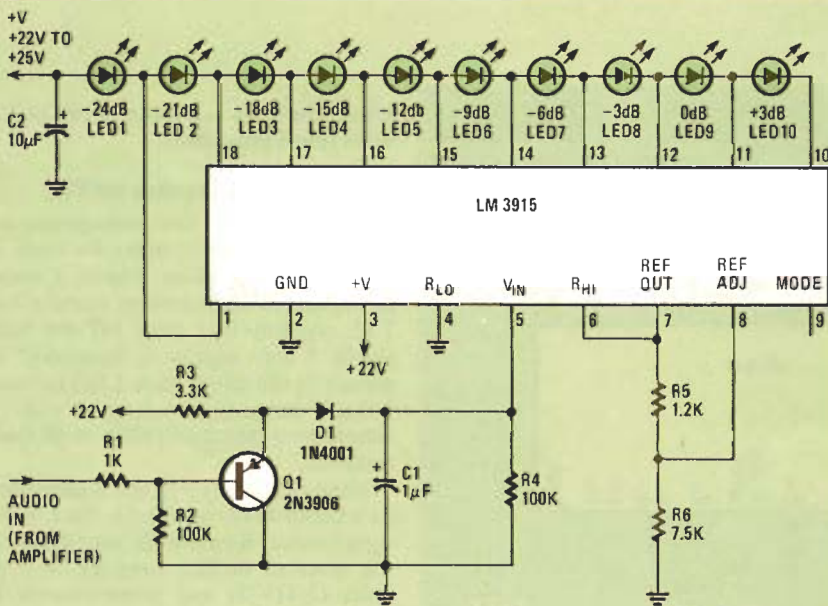 +V
+22V TO
+25V
C2
10µF
+
-24dB
LED1
-21dB
LED 2
-18dB
LED3
-15dB
LED4
-12db
LED5
-9dB
LED6
-6dB
LED7
-3dB
LED8
0dB
LED9
+3dB
LED10
18
17
16
15
14
13
12
11
10
LM 3915
GND
+V
RLO
VIN
RHI
REF
OUT
REF
ADJ
MODE
1
2
3
4
5
6
7
8
9
+22V
+22V
R3
3.3K
D1
1N4001
R1
1K
AUDIO
IN
(FROM
AMPLIFIER)
R2
100K
Q1
2N3906
+
C1
1µF
R4
100K
R5
1.2K
R6
7.5K